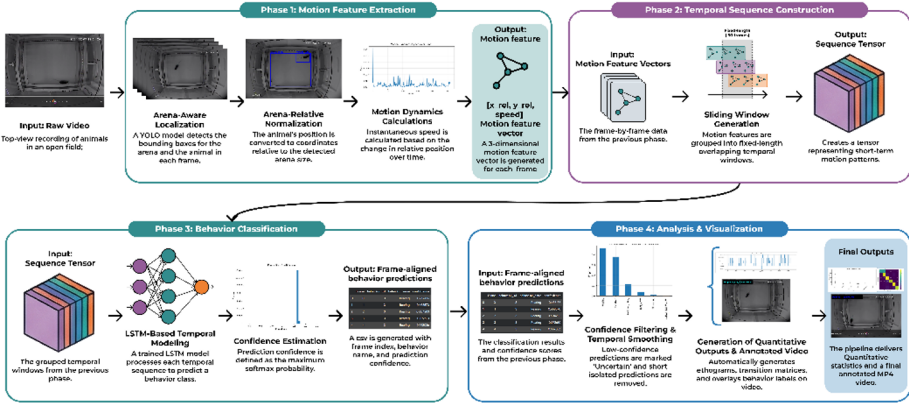 Phase 1: Motion Feature Extraction
Input: Raw Video
Top-view recording of animals
in an open field;
Arena-Aware
Localization
A YOLO model detects the
bounding boxes for the
arena and the animal in
each frame.
Arena-Relative
Normalization
The animal's position is
converted to coordinates
relative to the detected
arena size.
Motion Dynamics
Calculations
Instantaneous speed is
calculated based on the
change in relative position
over time.
Output:
Motion feature
[x_rel, y_rel,
speed]
Motion feature
vector
A 3-dimensional
motion feature
vector is generated
for each frame
Phase 2: Temporal Sequence Construction
Input:
Motion Feature Vectors
The frame-by-frame data
from the previous phase.
Sliding Window
Generation
Motion features are
grouped into fixed-length
overlapping temporal
windows.
Output:
Sequence Tensor
Creates a tensor
representing short-term
motion patterns.
Phase 3: Behavior Classification
Input:
Sequence Tensor
The grouped temporal
windows from the previous
phase.
LSTM-Based Temporal
Modeling
A trained LSTM model
processes each temporal
sequence to predict a
behavior class.
Confidence Estimation
Prediction confidence is
defined as the maximum
softmax probability.
Output: Frame-aligned
behavior predictions
A csv is generated with
frame index, behavior
name, and prediction
confidence.
Phase 4: Analysis & Visualization
Input: Frame-aligned
behavior predictions
The classification results
and confidence scores
from the previous phase.
Confidence Filtering &
Temporal Smoothing
Low-confidence
predictions are marked
'Uncertain' and short
isolated predictions are
removed.
Generation of Quantitative
Outputs & Annotated Video
Automatically generates
ethograms, transition matrices,
and overlays behavior labels on
video.
Final Outputs
The pipeline delivers
Quantitative
statistics and a final
annotated MP4
video.